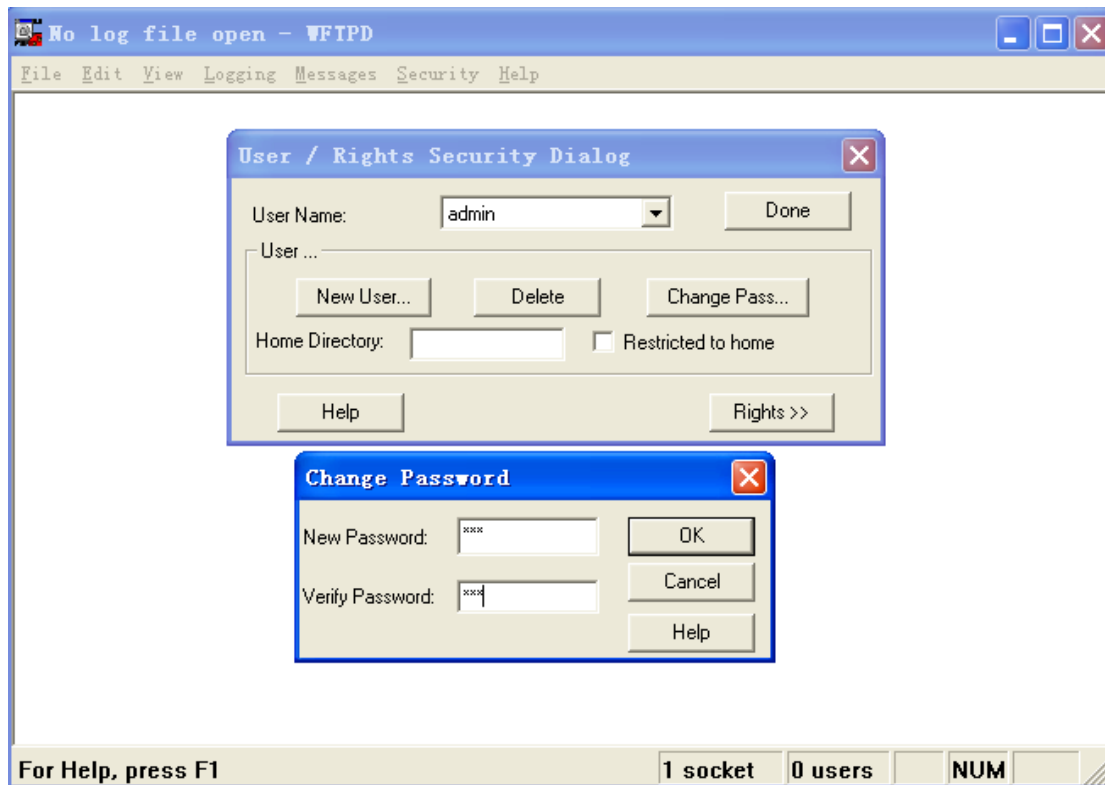 No log file open - WFTPD
File Edit View Logging Messages Security Help
User / Rights Security Dialog
User Name: admin Done
User ...
New User... Delete Change Pass...
Home Directory: Restricted to home
Help Rights >>
Change Password
New Password: *** OK
Cancel
Verify Password: ***
Help
For Help, press F1 1 socket 0 users NUM